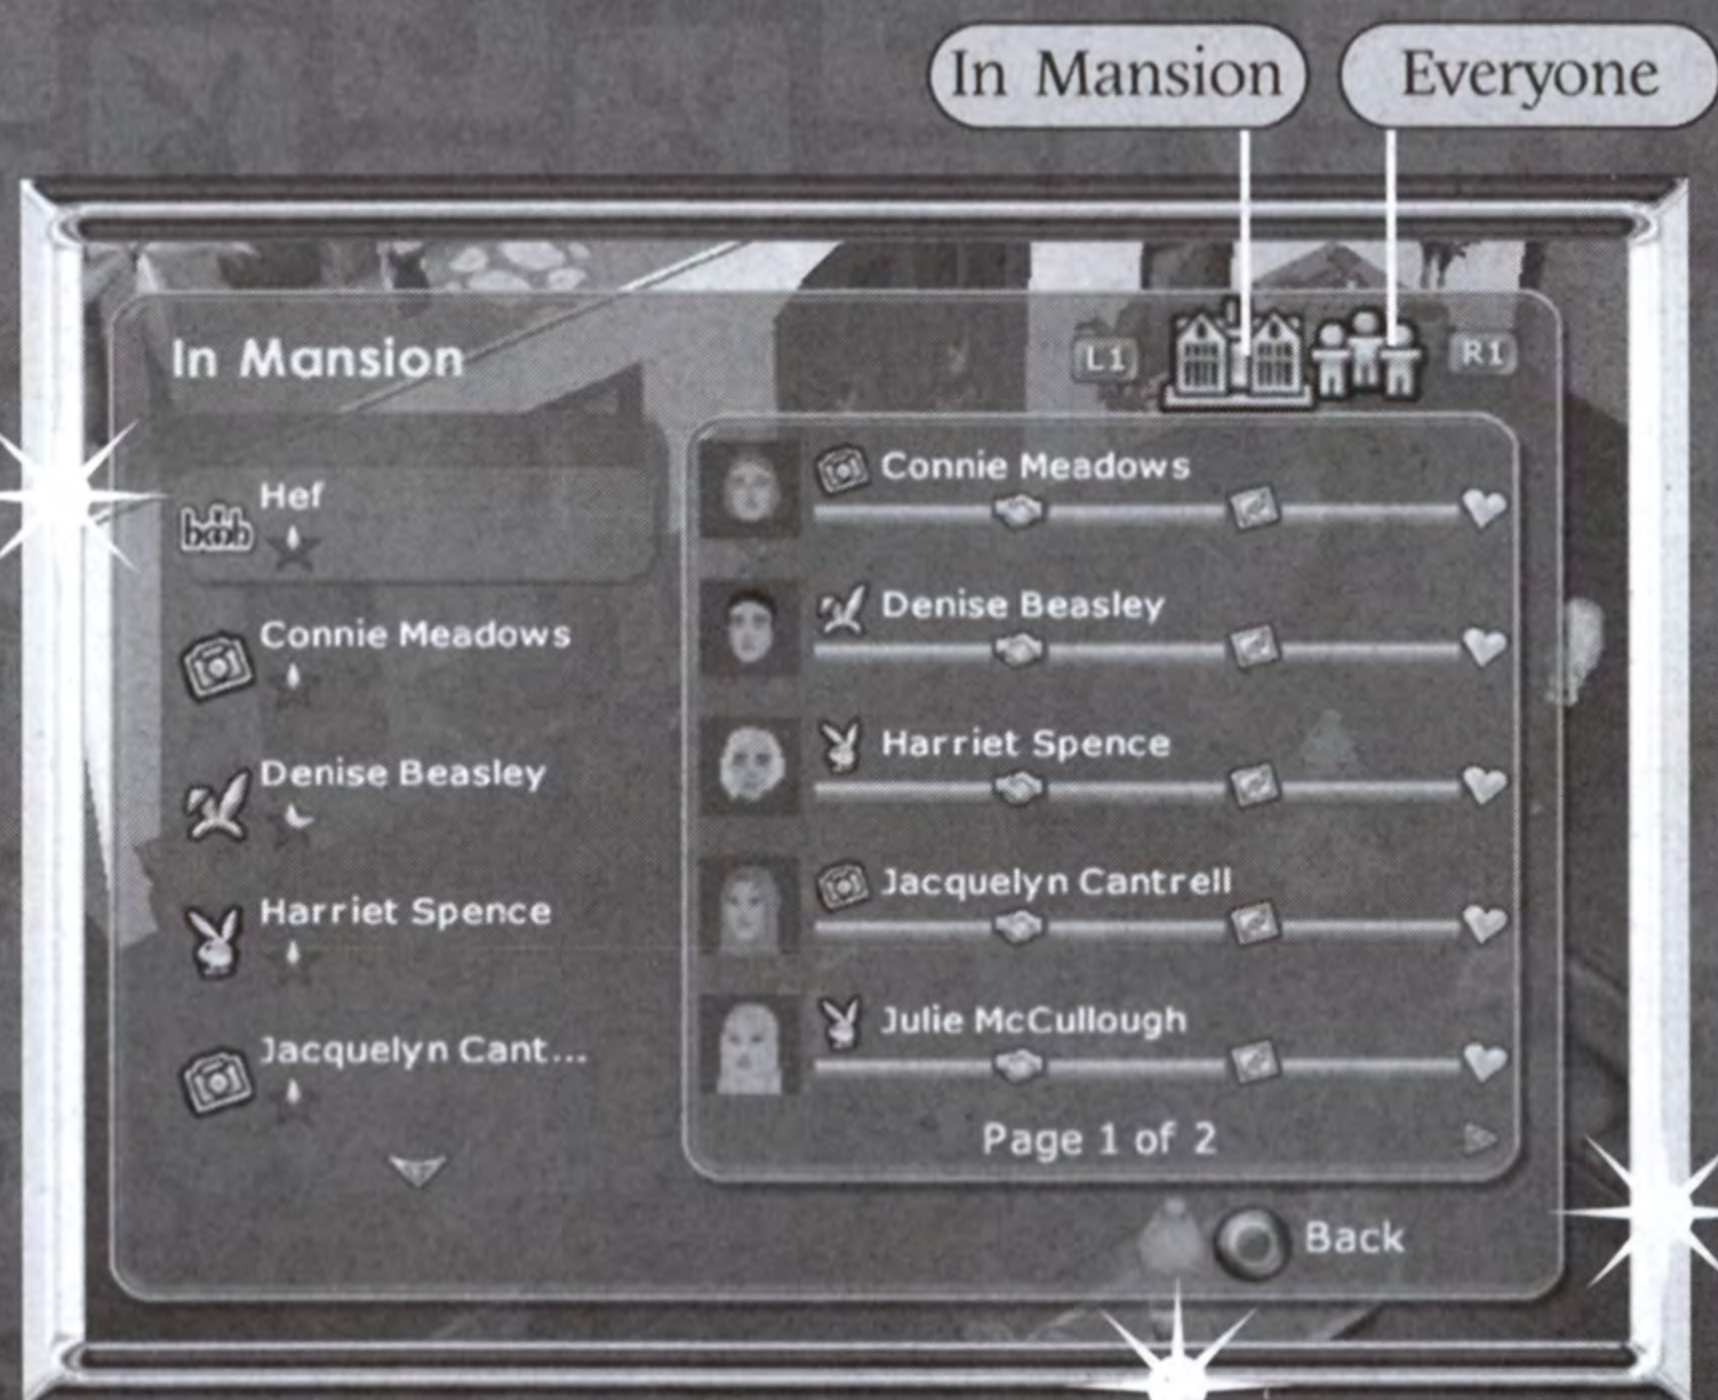 In Mansion
Everyone
In Mansion
L1
R1
Hef
Connie Meadows
Denise Beasley
Harriet Spence
Jacquelyn Cant...
Connie Meadows
Denise Beasley
Harriet Spence
Jacquelyn Cantrell
Julie McCullough
Page 1 of 2
Back